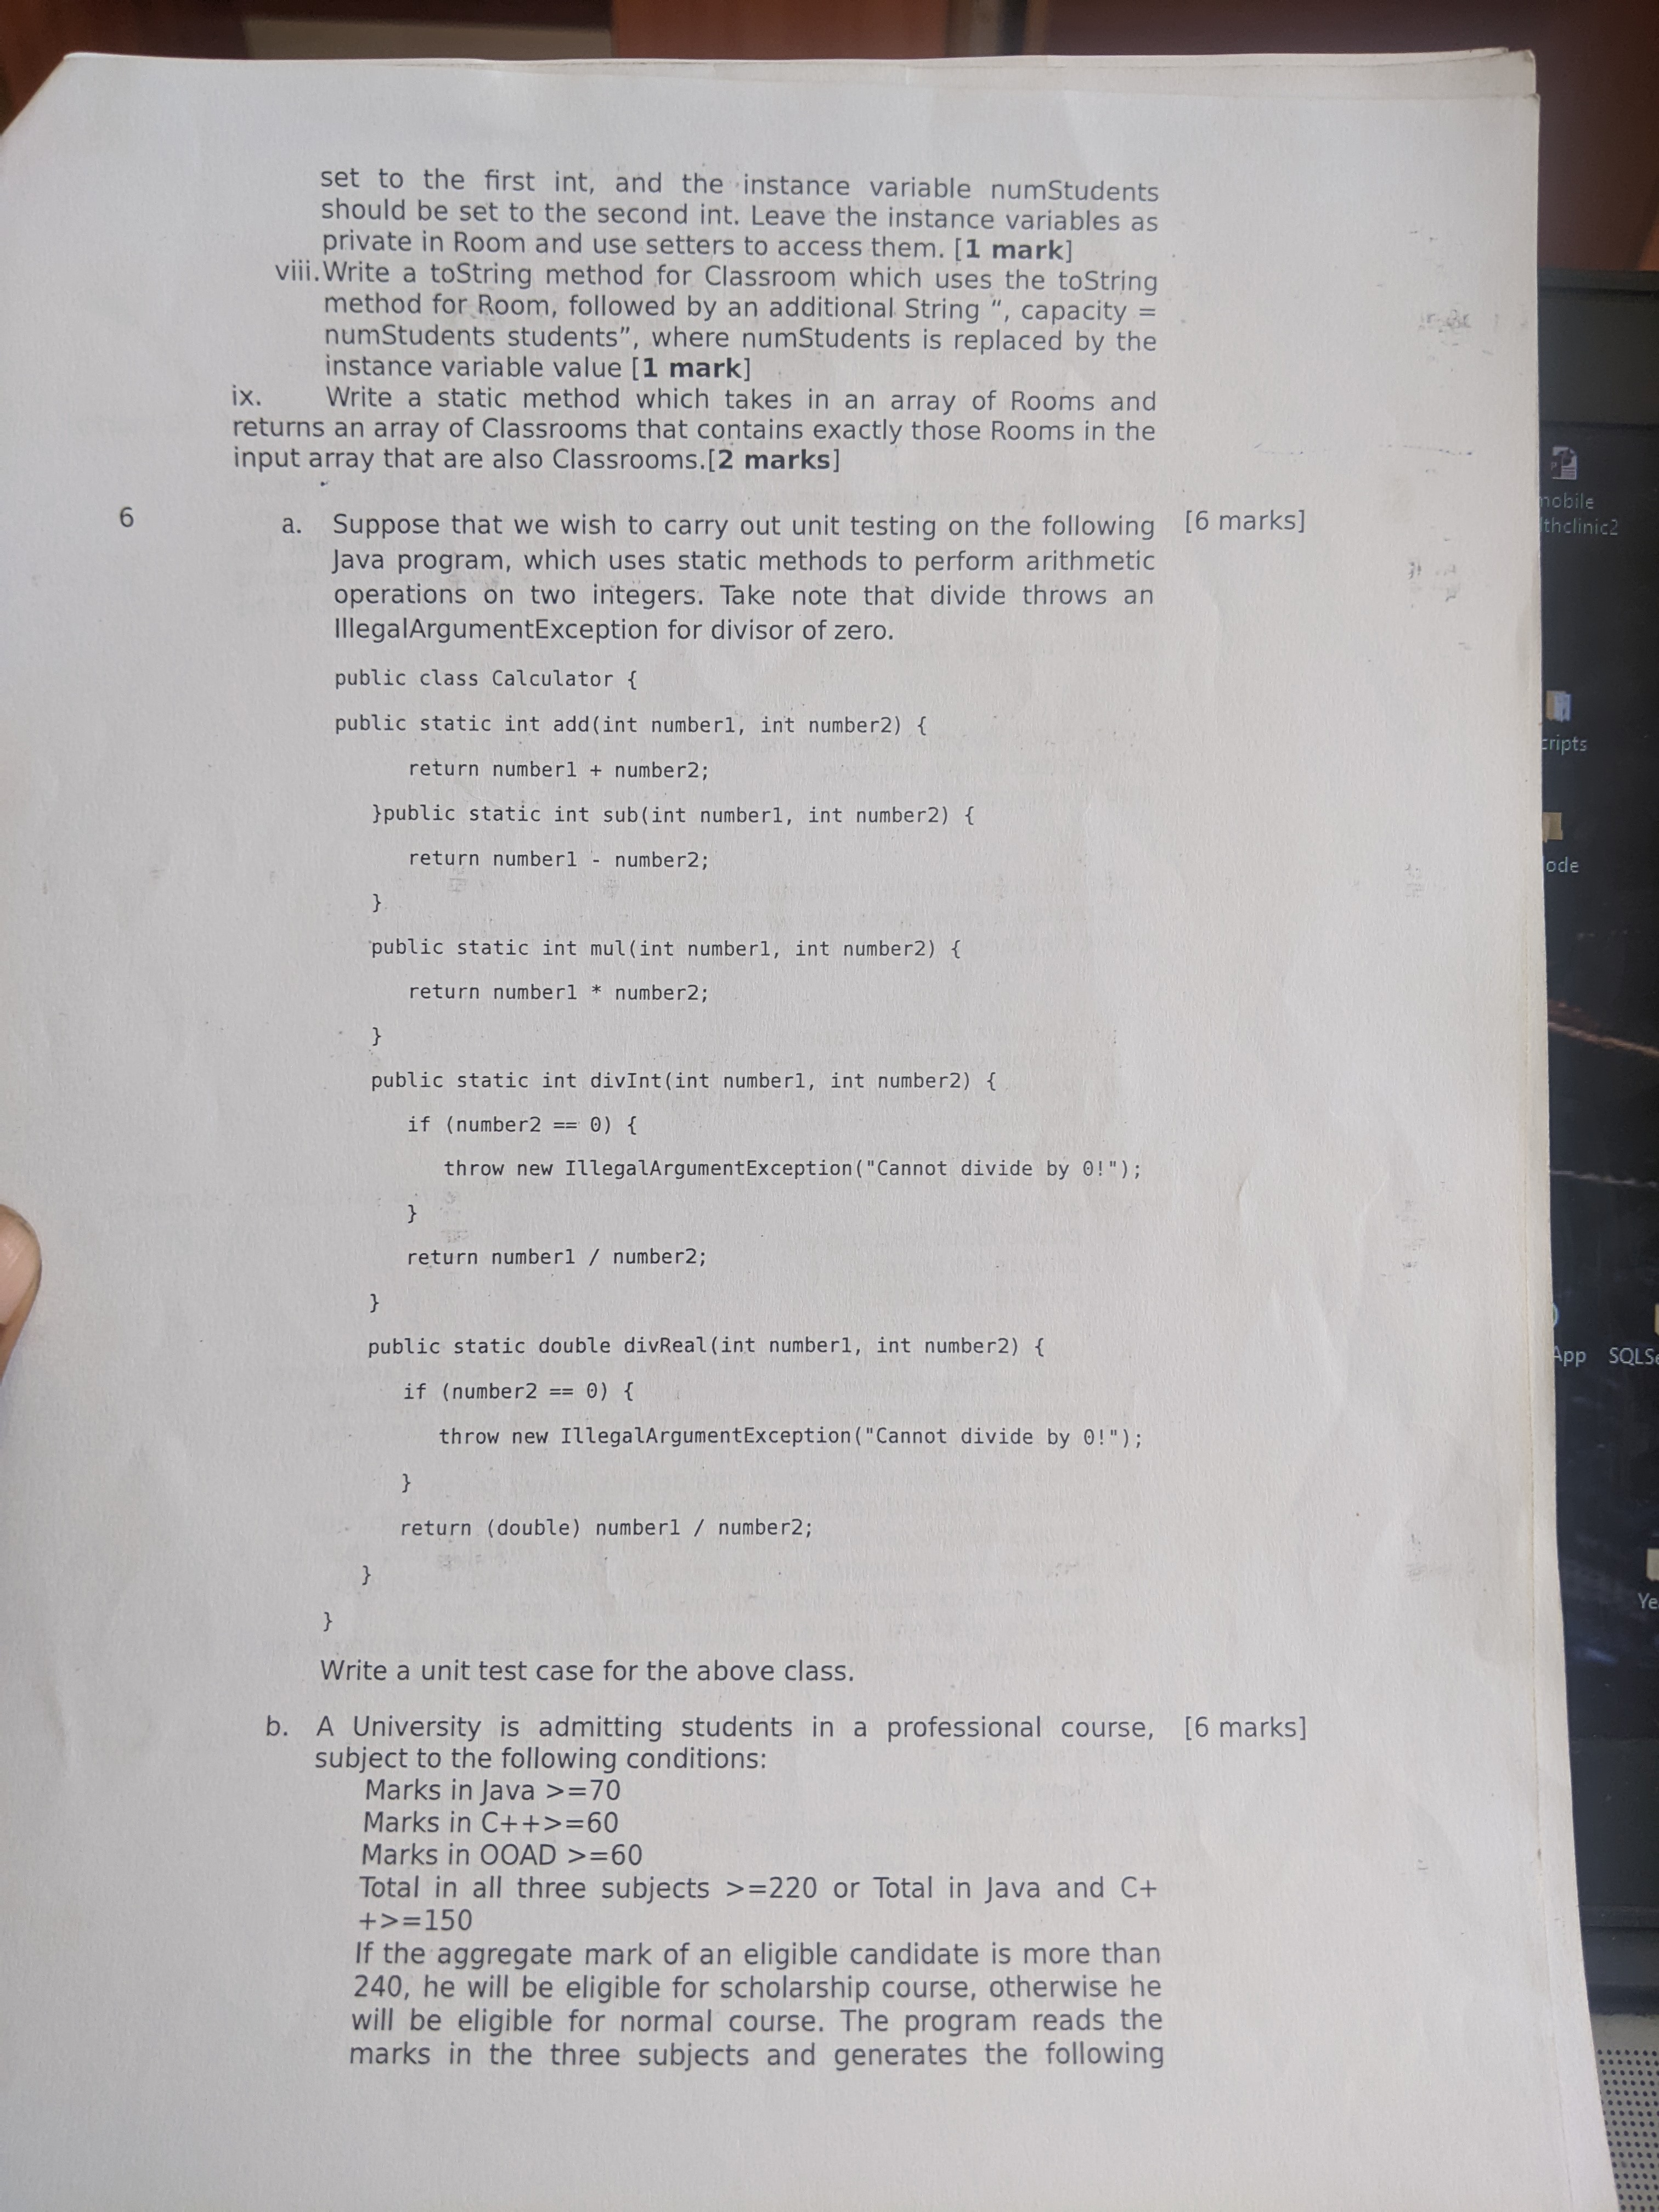 set to the first int, and the instance variable numStudents
should be set to the second int. Leave the instance variables as
private in Room and use setters to access them. [1 mark]
viii. Write a toString method for Classroom which uses the toString
method for Room, followed by an additional String “, capacity =
numStudents students”, where numStudents is replaced by the
instance variable value [1 mark]
ix. Write a static method which takes in an array of Rooms and
returns an array of Classrooms that contains exactly those Rooms in the
input array that are also Classrooms.[2 marks]
6 a. Suppose that we wish to carry out unit testing on the following [6 marks]
Java program, which uses static methods to perform arithmetic
operations on two integers. Take note that divide throws an
IllegalArgumentException for divisor of zero.
public class Calculator {
public static int add(int number1, int number2) {
return number1 + number2;
}public static int sub(int number1, int number2) {
return number1 - number2;
}
public static int mul(int number1, int number2) {
return number1 * number2;
}
public static int divInt(int number1, int number2) {
if (number2 == 0) {
throw new IllegalArgumentException("Cannot divide by 0!");
}
return number1 / number2;
}
public static double divReal(int number1, int number2) {
if (number2 == 0) {
throw new IllegalArgumentException("Cannot divide by 0!");
}
return (double) number1 / number2;
}
}
Write a unit test case for the above class.
b. A University is admitting students in a professional course, [6 marks]
subject to the following conditions:
Marks in Java >=70
Marks in C++>=60
Marks in OOAD >=60
Total in all three subjects >=220 or Total in Java and C+
+>=150
If the aggregate mark of an eligible candidate is more than
240, he will be eligible for scholarship course, otherwise he
will be eligible for normal course. The program reads the
marks in the three subjects and generates the following
mobile
thclinic2
cripts
ode
App SQLSe
Ye